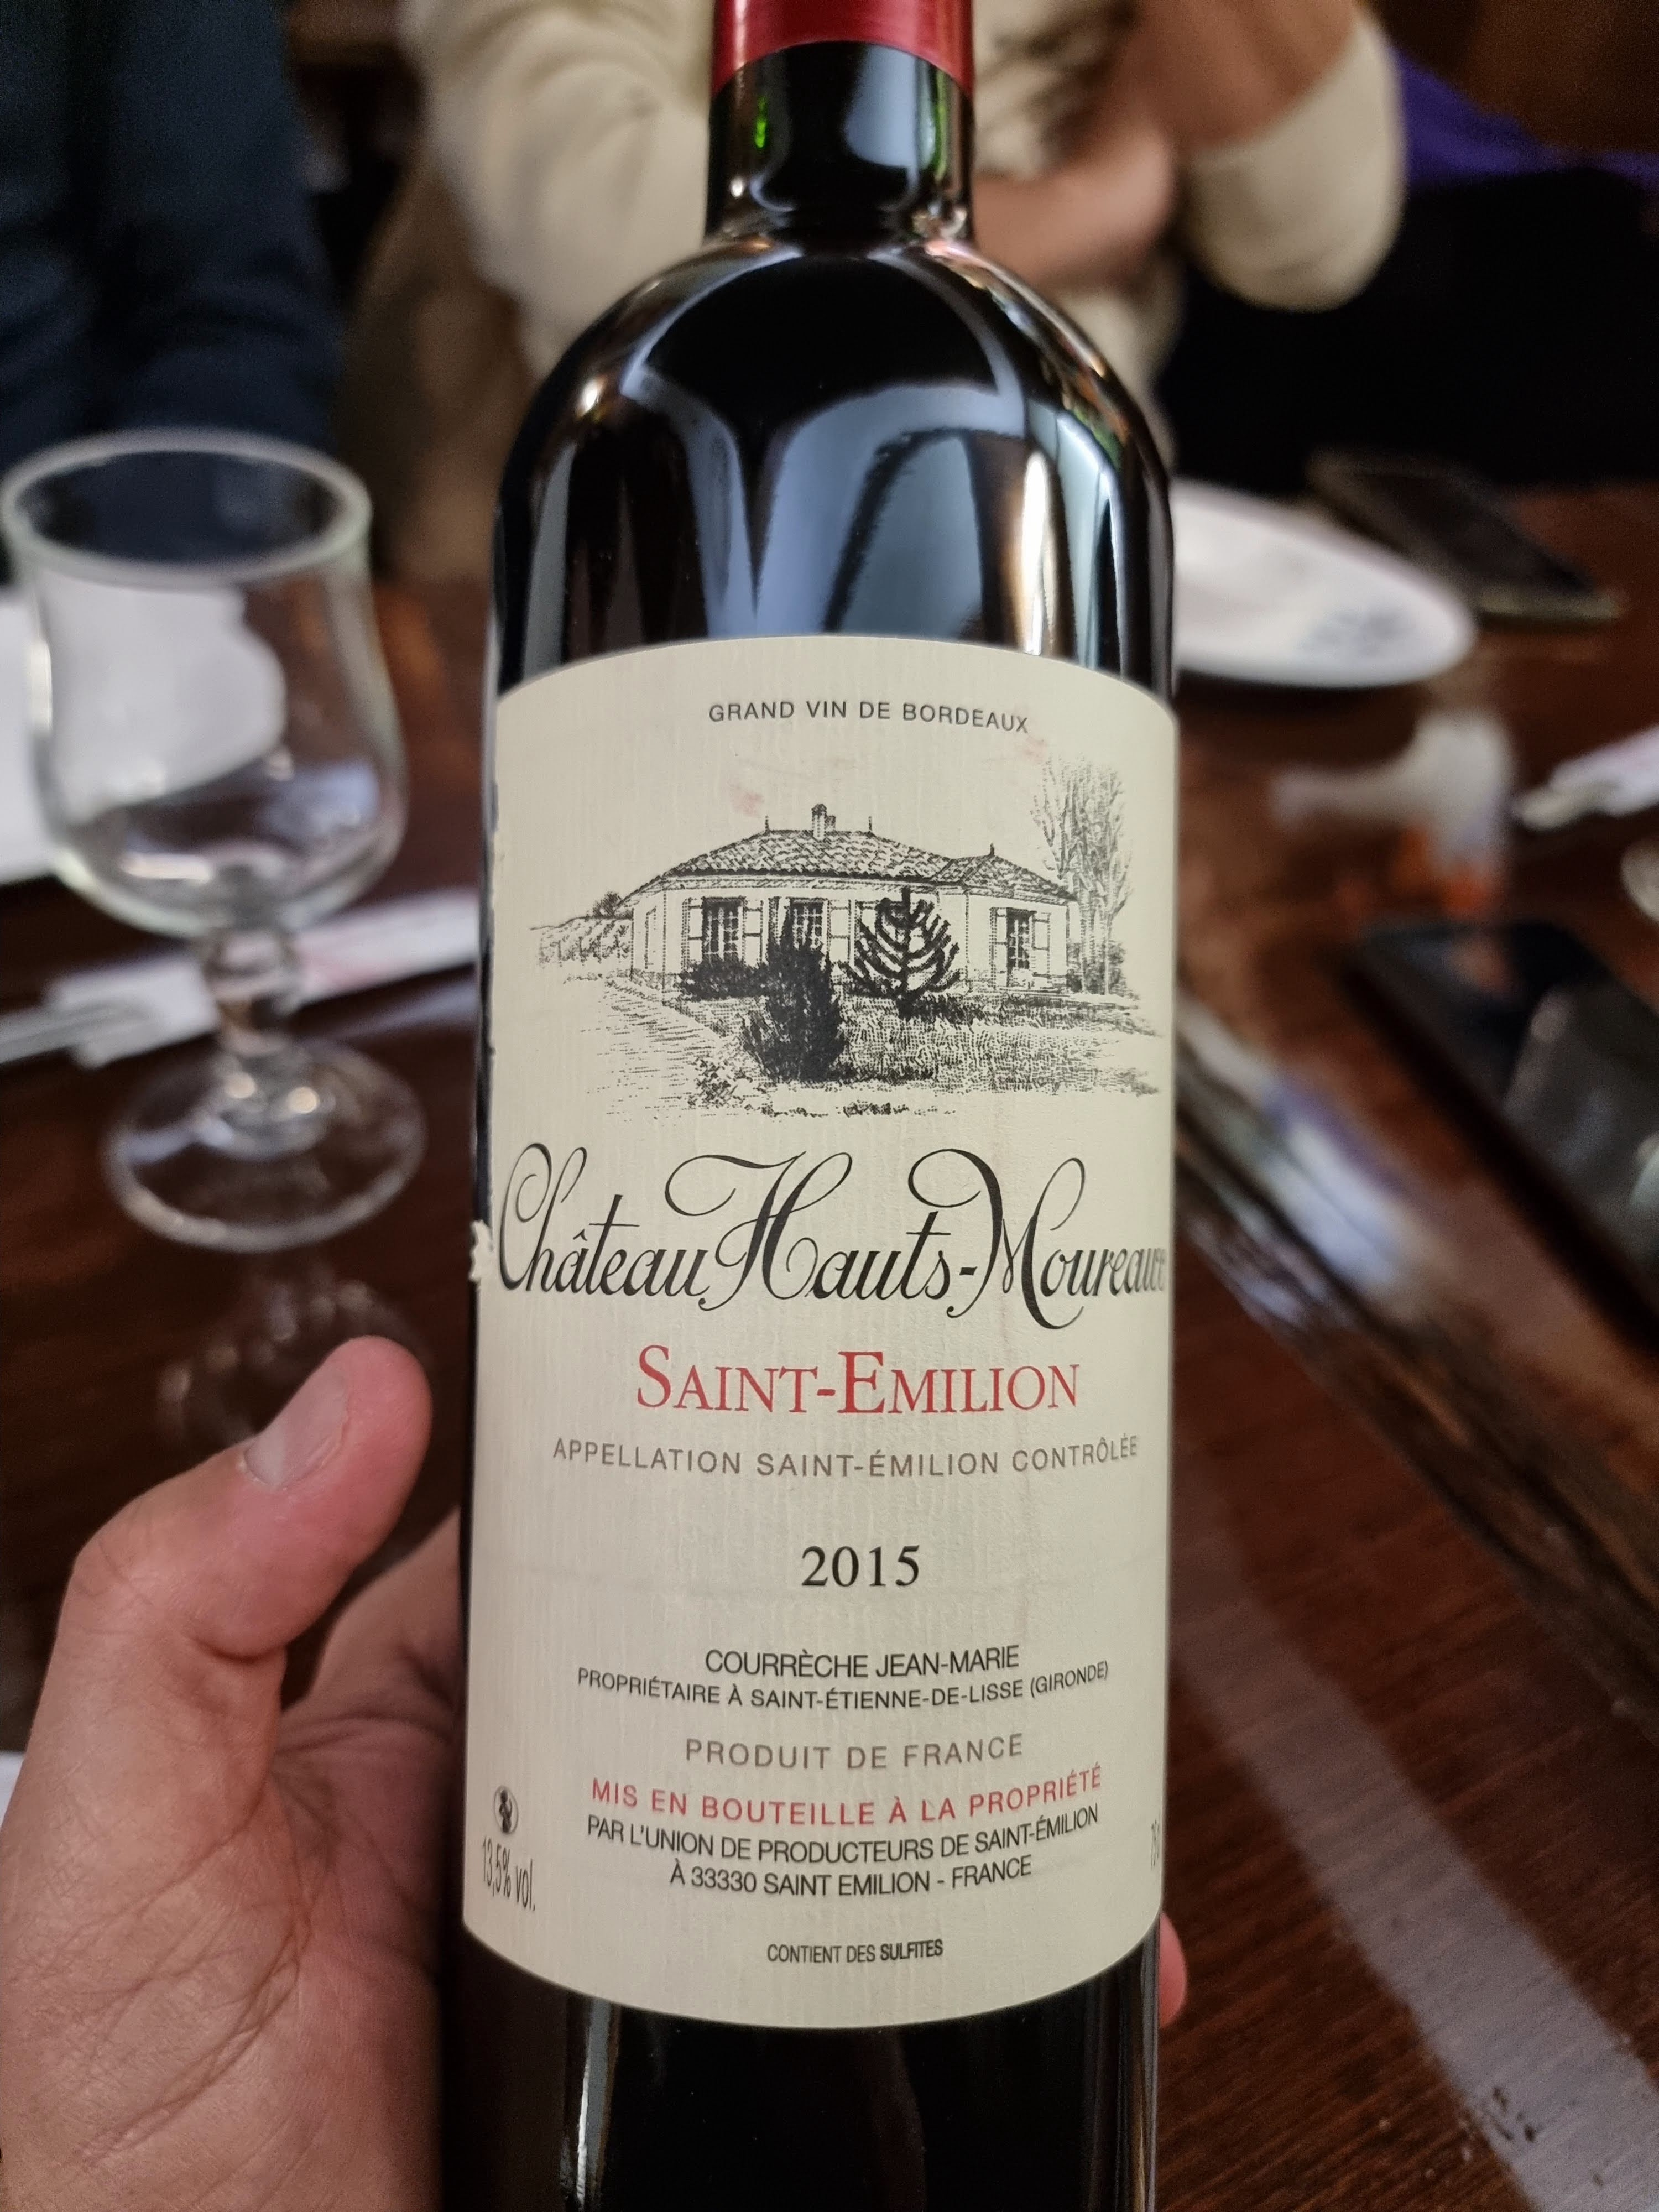 GRAND VIN DE BORDEAUX
Château Hauts-Moureaux
SAINT-EMILION
APPELLATION SAINT-ÉMILION CONTRÔLÉE
2015
COURRÈCHE JEAN-MARIE
PROPRIÉTAIRE À SAINT-ÉTIENNE-DE-LISSE (GIRONDE)
PRODUIT DE FRANCE
MIS EN BOUTEILLE À LA PROPRIÉTÉ
PAR L'UNION DE PRODUCTEURS DE SAINT-ÉMILION
À 33330 SAINT EMILION - FRANCE
13,5% vol.
CONTIENT DES SULFITES